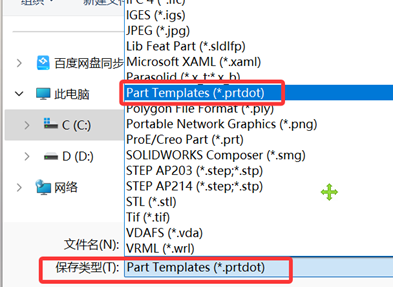 组织
新建文件
IFC 4 (*.ifc)
IGES (*.igs)
JPEG (*.jpg)
Lib Feat Part (*.sldlfp)
Microsoft XAML (*.xaml)
Parasolid (*.x_t;*.x_b)
Part Templates (*.prtdot)
Polygon File Format (*.ply)
Portable Network Graphics (*.png)
ProE/Creo Part (*.prt)
SOLIDWORKS Composer (*.smg)
STEP AP203 (*.step;*.stp)
STEP AP214 (*.step;*.stp)
STL (*.stl)
Tif (*.tif)
VDAFS (*.vda)
VRML (*.wrl)
百度网盘同步
此电脑
C (C:)
D (D:)
网络
文件名(N):
保存类型(T):
Part Templates (*.prtdot)